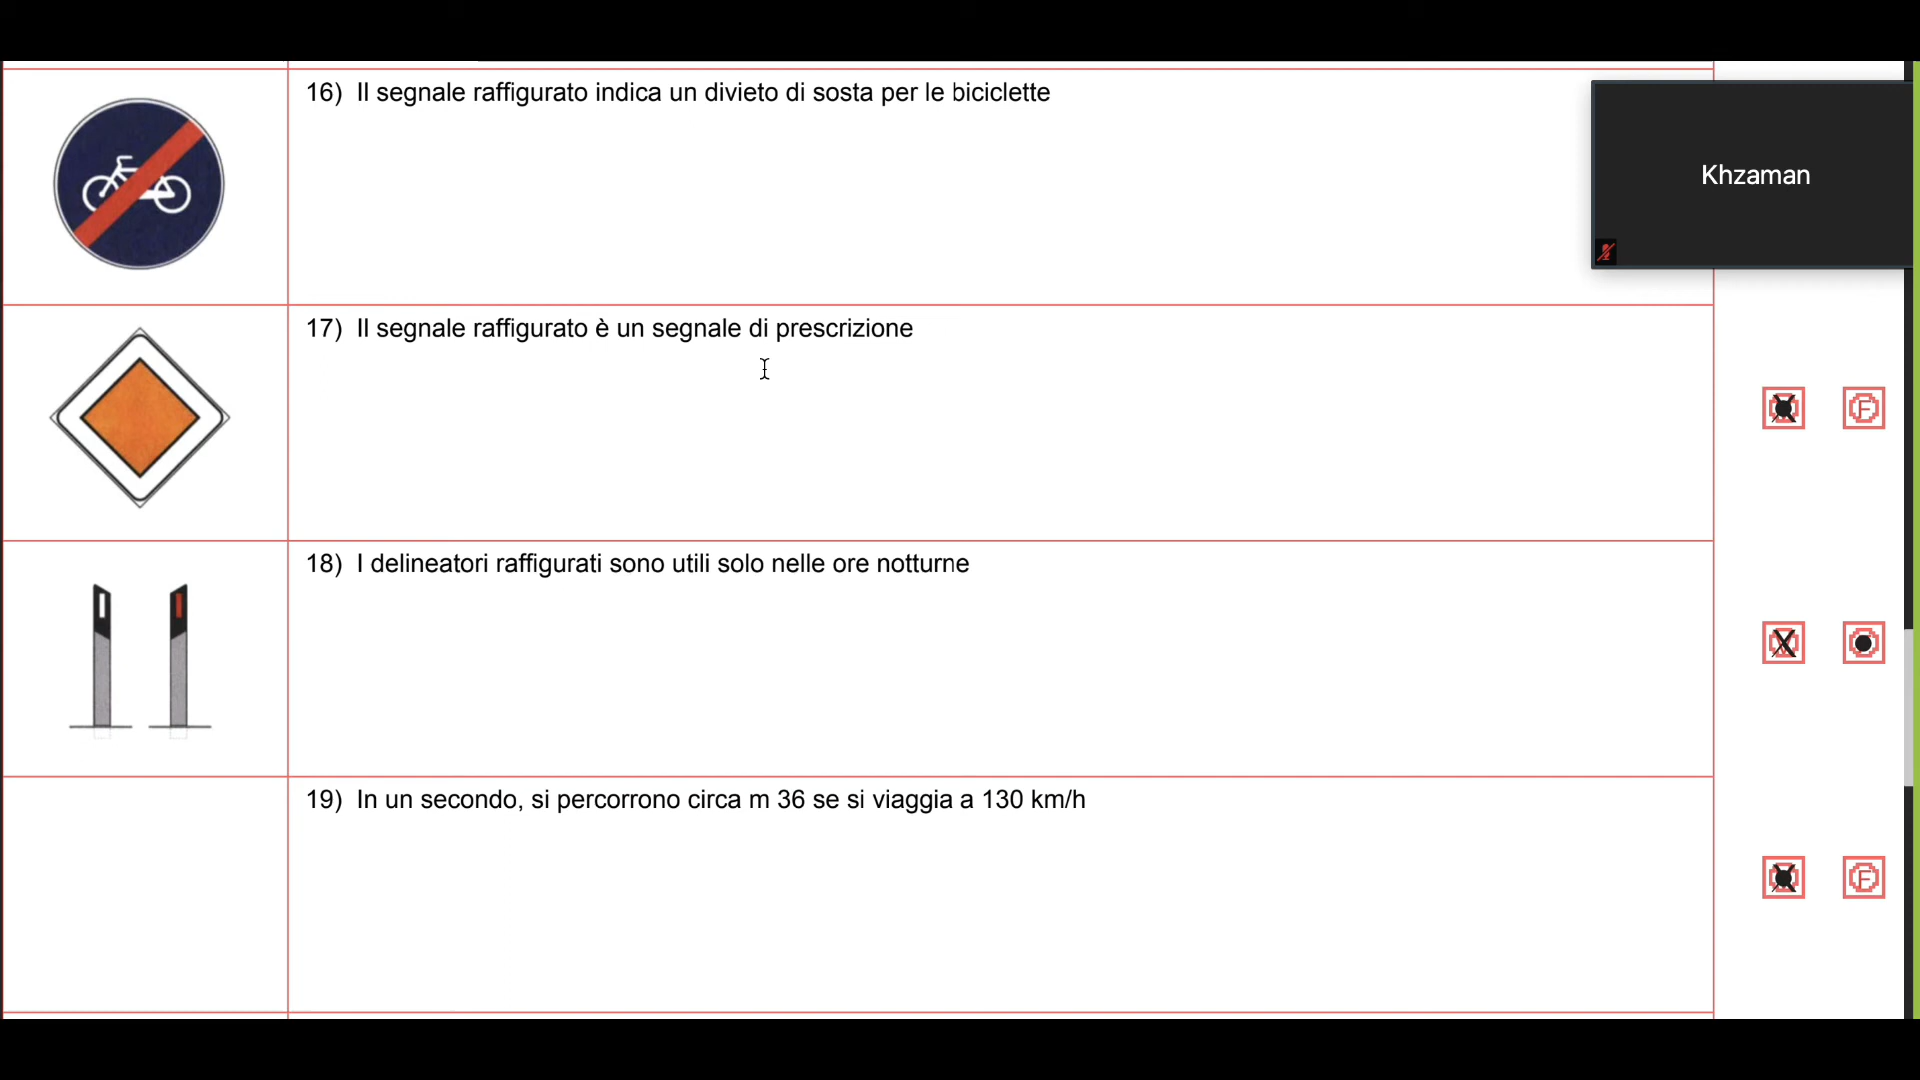 16) Il segnale raffigurato indica un divieto di sosta per le biciclette
Khzaman
17) Il segnale raffigurato è un segnale di prescrizione
F
18) I delineatori raffigurati sono utili solo nelle ore notturne
19) In un secondo, si percorrono circa m 36 se si viaggia a 130 km/h
F